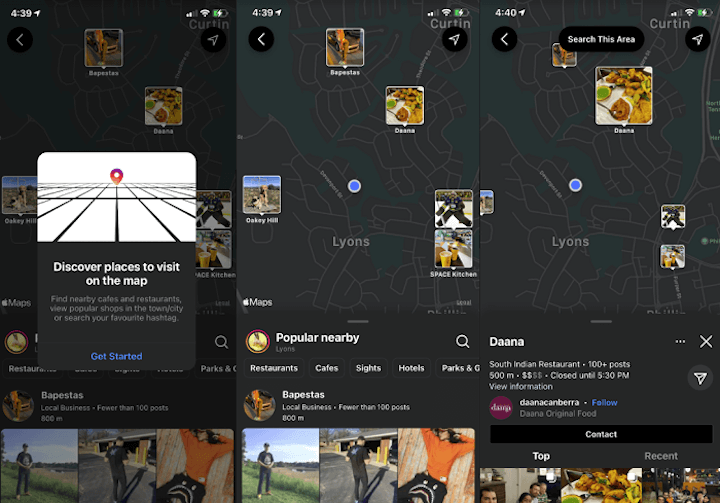 4:39
Curtin
Bapestas
Daana
Oakey Hill
Discover places to visit
on the map
Find nearby cafes and restaurants,
view popular shops in the town/city
or search your favourite hashtag.
Get Started
Maps
Legal
Restaurants
Sights
Hotels
Parks & G
Bapestas
Local Business • Fewer than 100 posts
800 m
4:39
Curtin
Bapestas
Daana
Oakey Hill
Lyons
SPACE Kitchen
Maps
Legal
Popular nearby
Lyons
Restaurants
Cafes
Sights
Hotels
Parks & G
Bapestas
Local Business • Fewer than 100 posts
800 m
4:40
Curtin
Search This Area
Daana
Lyons
Daana
South Indian Restaurant • 100+ posts
500 m • $$$$ • Closed until 5:30 PM
View information
daanacanberra • Follow
Daana Original Food
Contact
Top
Recent